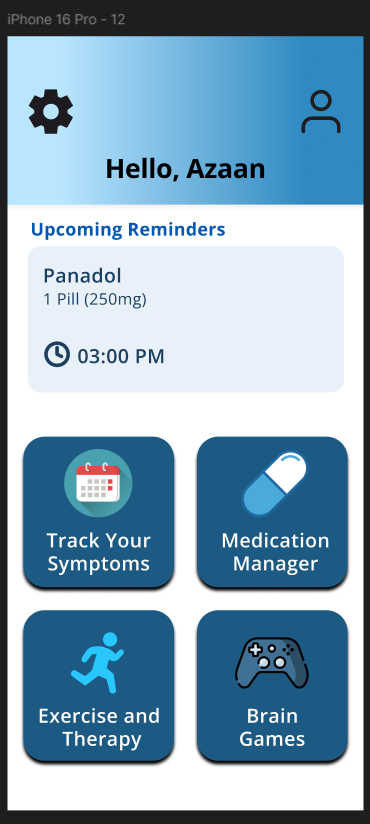 iPhone 16 Pro - 12
Hello, Azaan
Upcoming Reminders
Panadol
1 Pill (250mg)
03:00 PM
Track Your
Symptoms
Medication
Manager
Exercise and
Therapy
Brain
Games